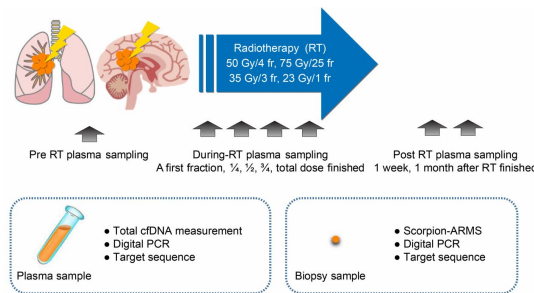 Radiotherapy (RT)
50 Gy/4 fr, 75 Gy/25 fr
35 Gy/3 fr, 23 Gy/1 fr
Pre RT plasma sampling
During-RT plasma sampling
A first fraction, ¼, ½, ¾, total dose finished
Post RT plasma sampling
1 week, 1 month after RT finished
● Total cfDNA measurement
● Digital PCR
● Target sequence
Plasma sample
● Scorpion-ARMS
● Digital PCR
● Target sequence
Biopsy sample